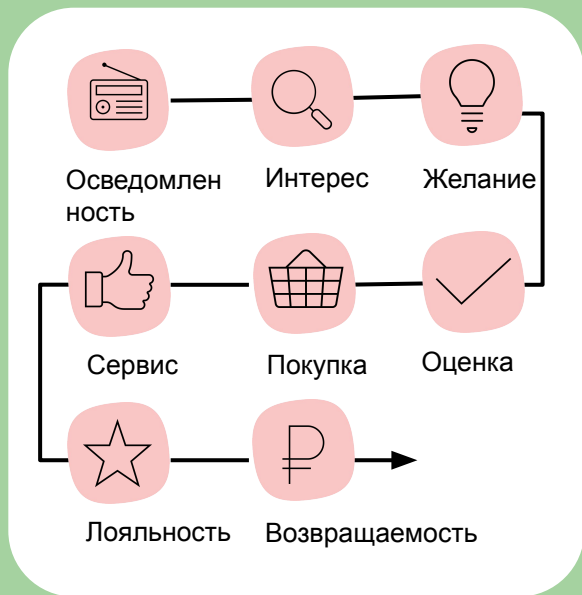 Осведомлен
ность
Интерес
Желание
Сервис
Покупка
Оценка
Лояльность
Возвращаемость